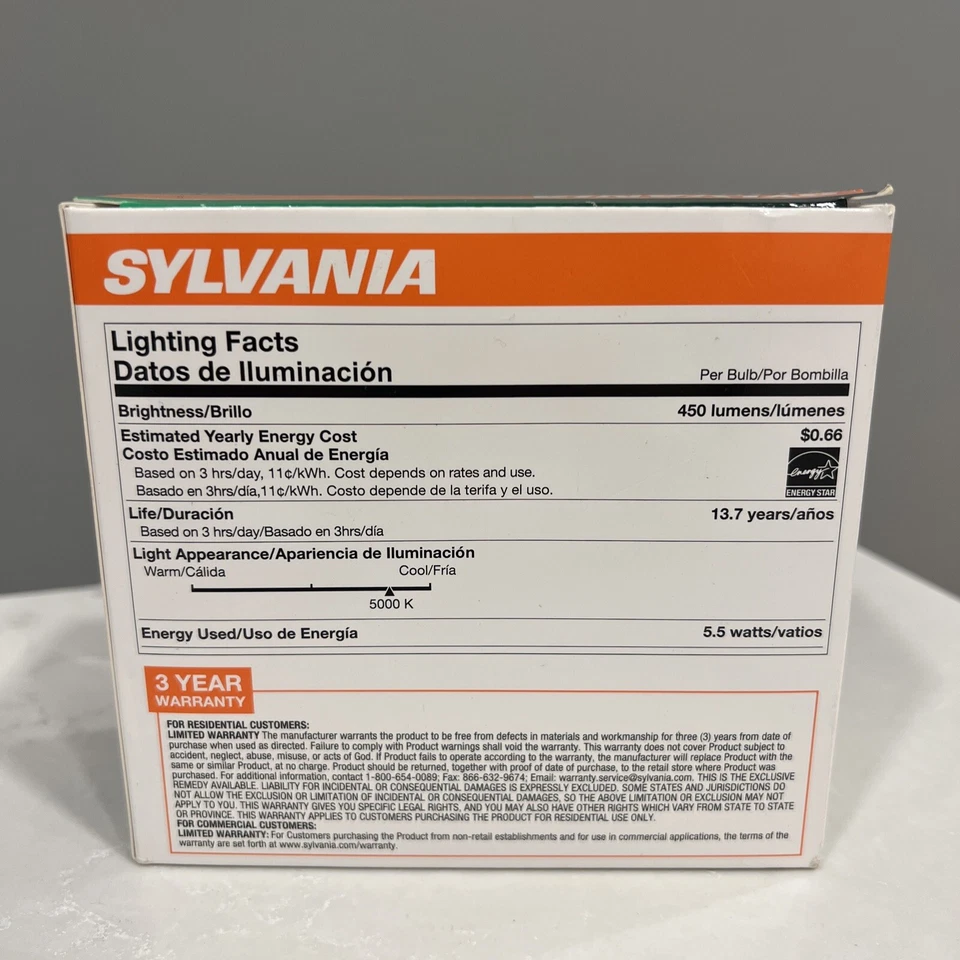 SYLVANIA
Lighting Facts
Datos de Iluminación
Per Bulb/Por Bombilla
Brightness/Brillo 450 lumens/lúmenes
Estimated Yearly Energy Cost $0.66
Costo Estimado Anual de Energía
Based on 3 hrs/day, 11¢/kWh. Cost depends on rates and use.
Basado en 3hrs/día,11¢/kWh. Costo depende de la terifa y el uso.
energy
ENERGY STAR
Life/Duración 13.7 years/años
Based on 3 hrs/day/Basado en 3hrs/día
Light Appearance/Apariencia de Iluminación
Warm/Cálida Cool/Fría
5000 K
Energy Used/Uso de Energía 5.5 watts/vatios
3 YEAR
WARRANTY
FOR RESIDENTIAL CUSTOMERS:
LIMITED WARRANTY The manufacturer warrants the product to be free from defects in materials and workmanship for three (3) years from date of
purchase when used as directed. Failure to comply with Product warnings shall void the warranty. This warranty does not cover Product subject to
accident, neglect, abuse, misuse, or acts of God. If Product fails to operate according to the warranty, the manufacturer will replace Product with the
same or similar Product, at no charge. Product should be returned, together with proof of date of purchase, to the retail store where Product was
purchased. For additional information, contact 1-800-654-0089; Fax: 866-632-9674; Email: warranty.service@sylvania.com. THIS IS THE EXCLUSIVE
REMEDY AVAILABLE. LIABILITY FOR INCIDENTAL OR CONSEQUENTIAL DAMAGES IS EXPRESSLY EXCLUDED. SOME STATES AND JURISDICTIONS DO
NOT ALLOW THE EXCLUSION OR LIMITATION OF INCIDENTAL OR CONSEQUENTIAL DAMAGES, SO THE ABOVE LIMITATION OR EXCLUSION MAY NOT
APPLY TO YOU. THIS WARRANTY GIVES YOU SPECIFIC LEGAL RIGHTS, AND YOU MAY ALSO HAVE OTHER RIGHTS WHICH VARY FROM STATE TO STATE
OR PROVINCE. THIS WARRANTY APPLIES TO CUSTOMERS PURCHASING THE PRODUCT FOR RESIDENTIAL USE ONLY.
FOR COMMERCIAL CUSTOMERS:
LIMITED WARRANTY: For Customers purchasing the Product from non-retail establishments and for use in commercial applications, the terms of the
warranty are set forth at www.sylvania.com/warranty.